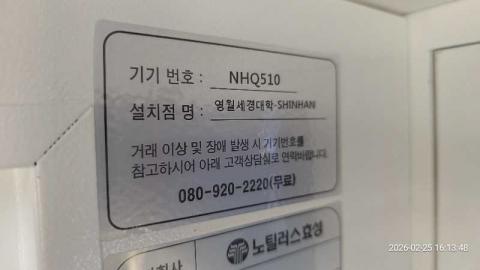 기기 번호 : NHQ510
설치점 명 : 영월세경대학-SHINHAN
거래 이상 및 장애 발생 시 기기번호를
참고하시어 아래 고객상담실로 연락바랍니다.
080-920-2220(무료)
노틸러스효성
2026-02-25 16:13:48